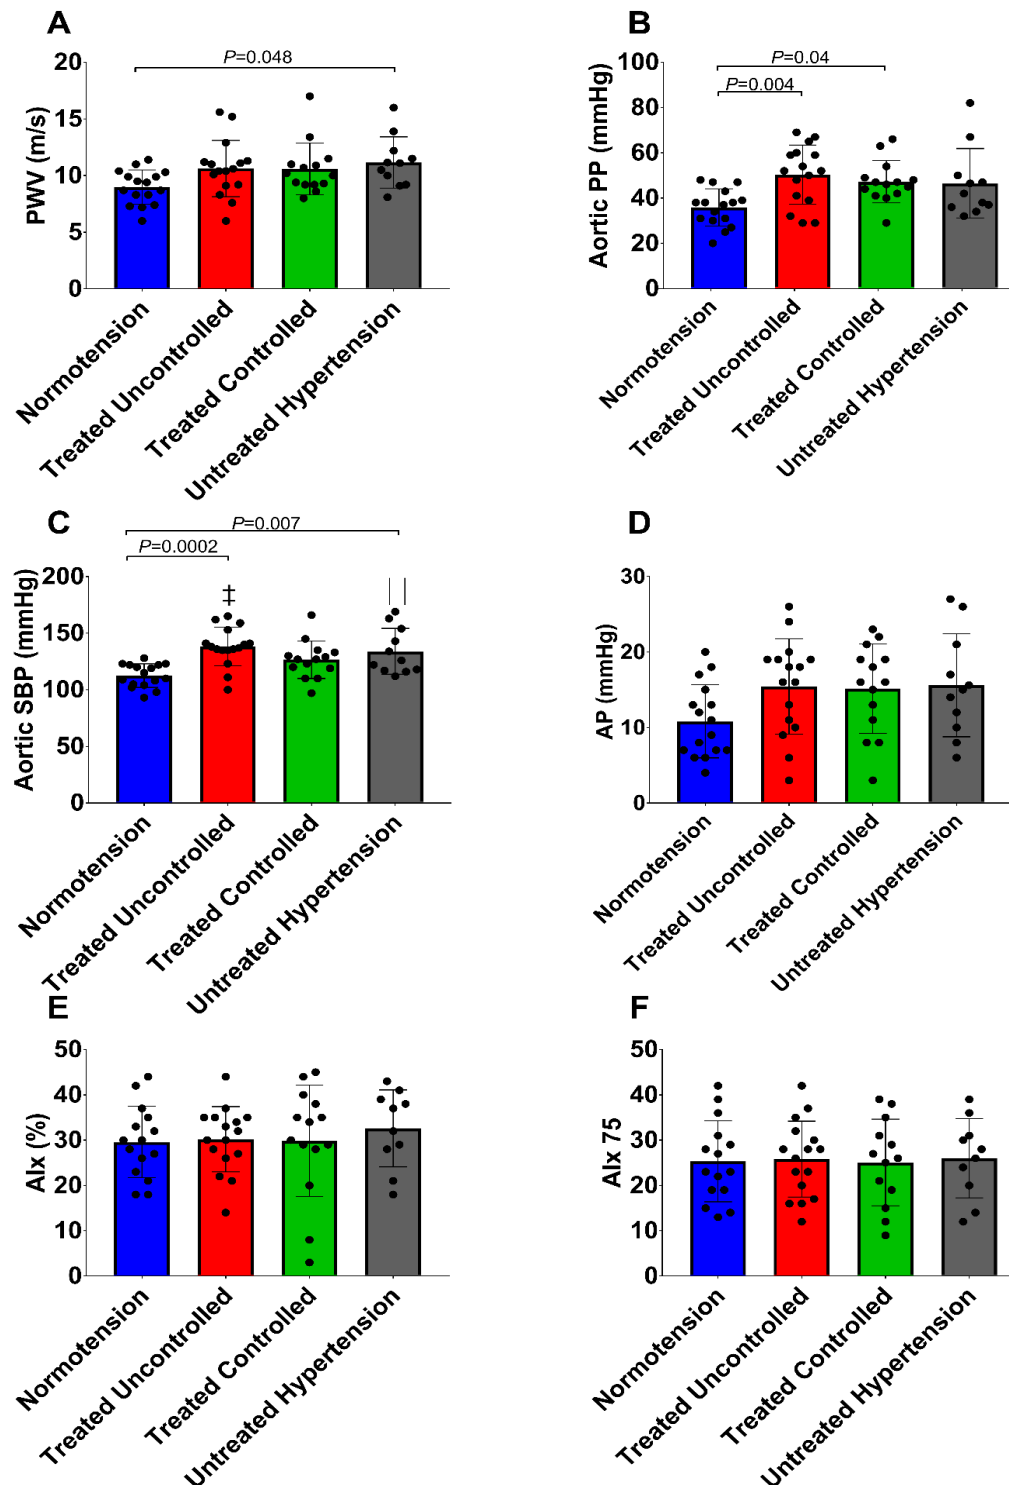 A
P=0.048
PWV (m/s)
20
15
10
5
0
Normotension
Treated Uncontrolled
Treated Controlled
Untreated Hypertension
B
P=0.04
P=0.004
Aortic PP (mmHg)
100
80
60
40
20
0
Normotension
Treated Uncontrolled
Treated Controlled
Untreated Hypertension
C
P=0.007
P=0.0002
‡
||
Aortic SBP (mmHg)
200
150
100
50
0
Normotension
Treated Uncontrolled
Treated Controlled
Untreated Hypertension
D
AP (mmHg)
30
20
10
0
Normotension
Treated Uncontrolled
Treated Controlled
Untreated Hypertension
E
AIx (%)
50
40
30
20
10
0
Normotension
Treated Uncontrolled
Treated Controlled
Untreated Hypertension
F
AIx 75
50
40
30
20
10
0
Normotension
Treated Uncontrolled
Treated Controlled
Untreated Hypertension